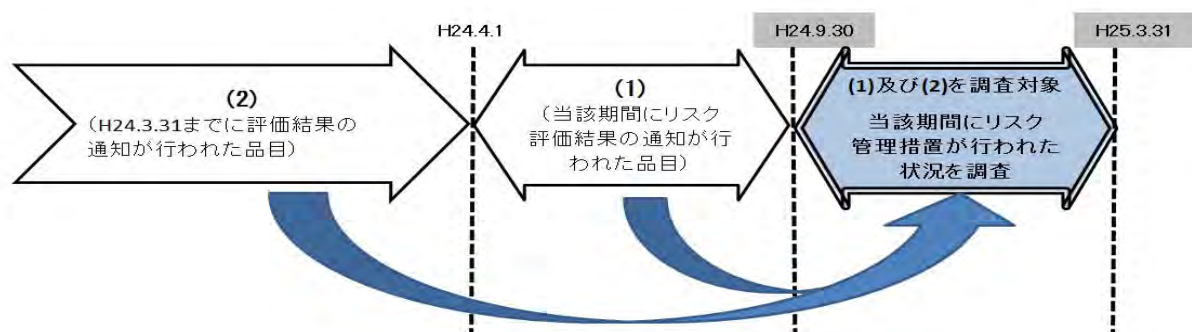 H24.4.1
H24.9.30
H25.3.31
(2)
（H24.3.31までに評価結果の
通知が行われた品目）
(1)
（当該期間にリスク
評価結果の通知が行
われた品目）
(1)及び(2)を調査対象
当該期間にリスク
管理措置が行われた
状況を調査